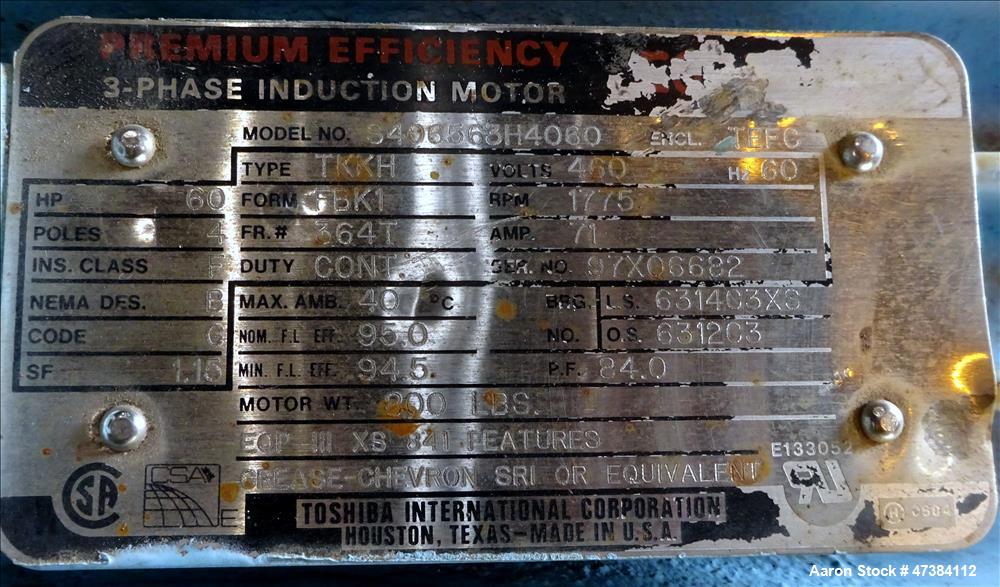 PREMIUM EFFICIENCY
3-PHASE INDUCTION MOTOR
MODEL NO. ENCL. TEFC
TYPE TKKH VOLTS 460 HZ 60
HP 60 FORM FBK1 RPM 1775
POLES 4 FR.# 364T AMP. 71
INS. CLASS F DUTY CONT SER. NO. 97X06682
NEMA DES. B MAX. AMB. 40 °C BRG. L.S. 6314C3XS
CODE G NOM. F.L EFF. 95.0 NO. O.S. 6312C3
SF 1.15 MIN. F.L. EFF. 94.5 P.F. 84.0
MOTOR WT. LBS.
EQP-III XS 841 FEATURES
GREASE-CHEVRON SRI OR EQUIVALENT
E133052
SA
CSA
E
TOSHIBA INTERNATIONAL CORPORATION
HOUSTON, TEXAS-MADE IN U.S.A.
Aaron Stock # 47384112